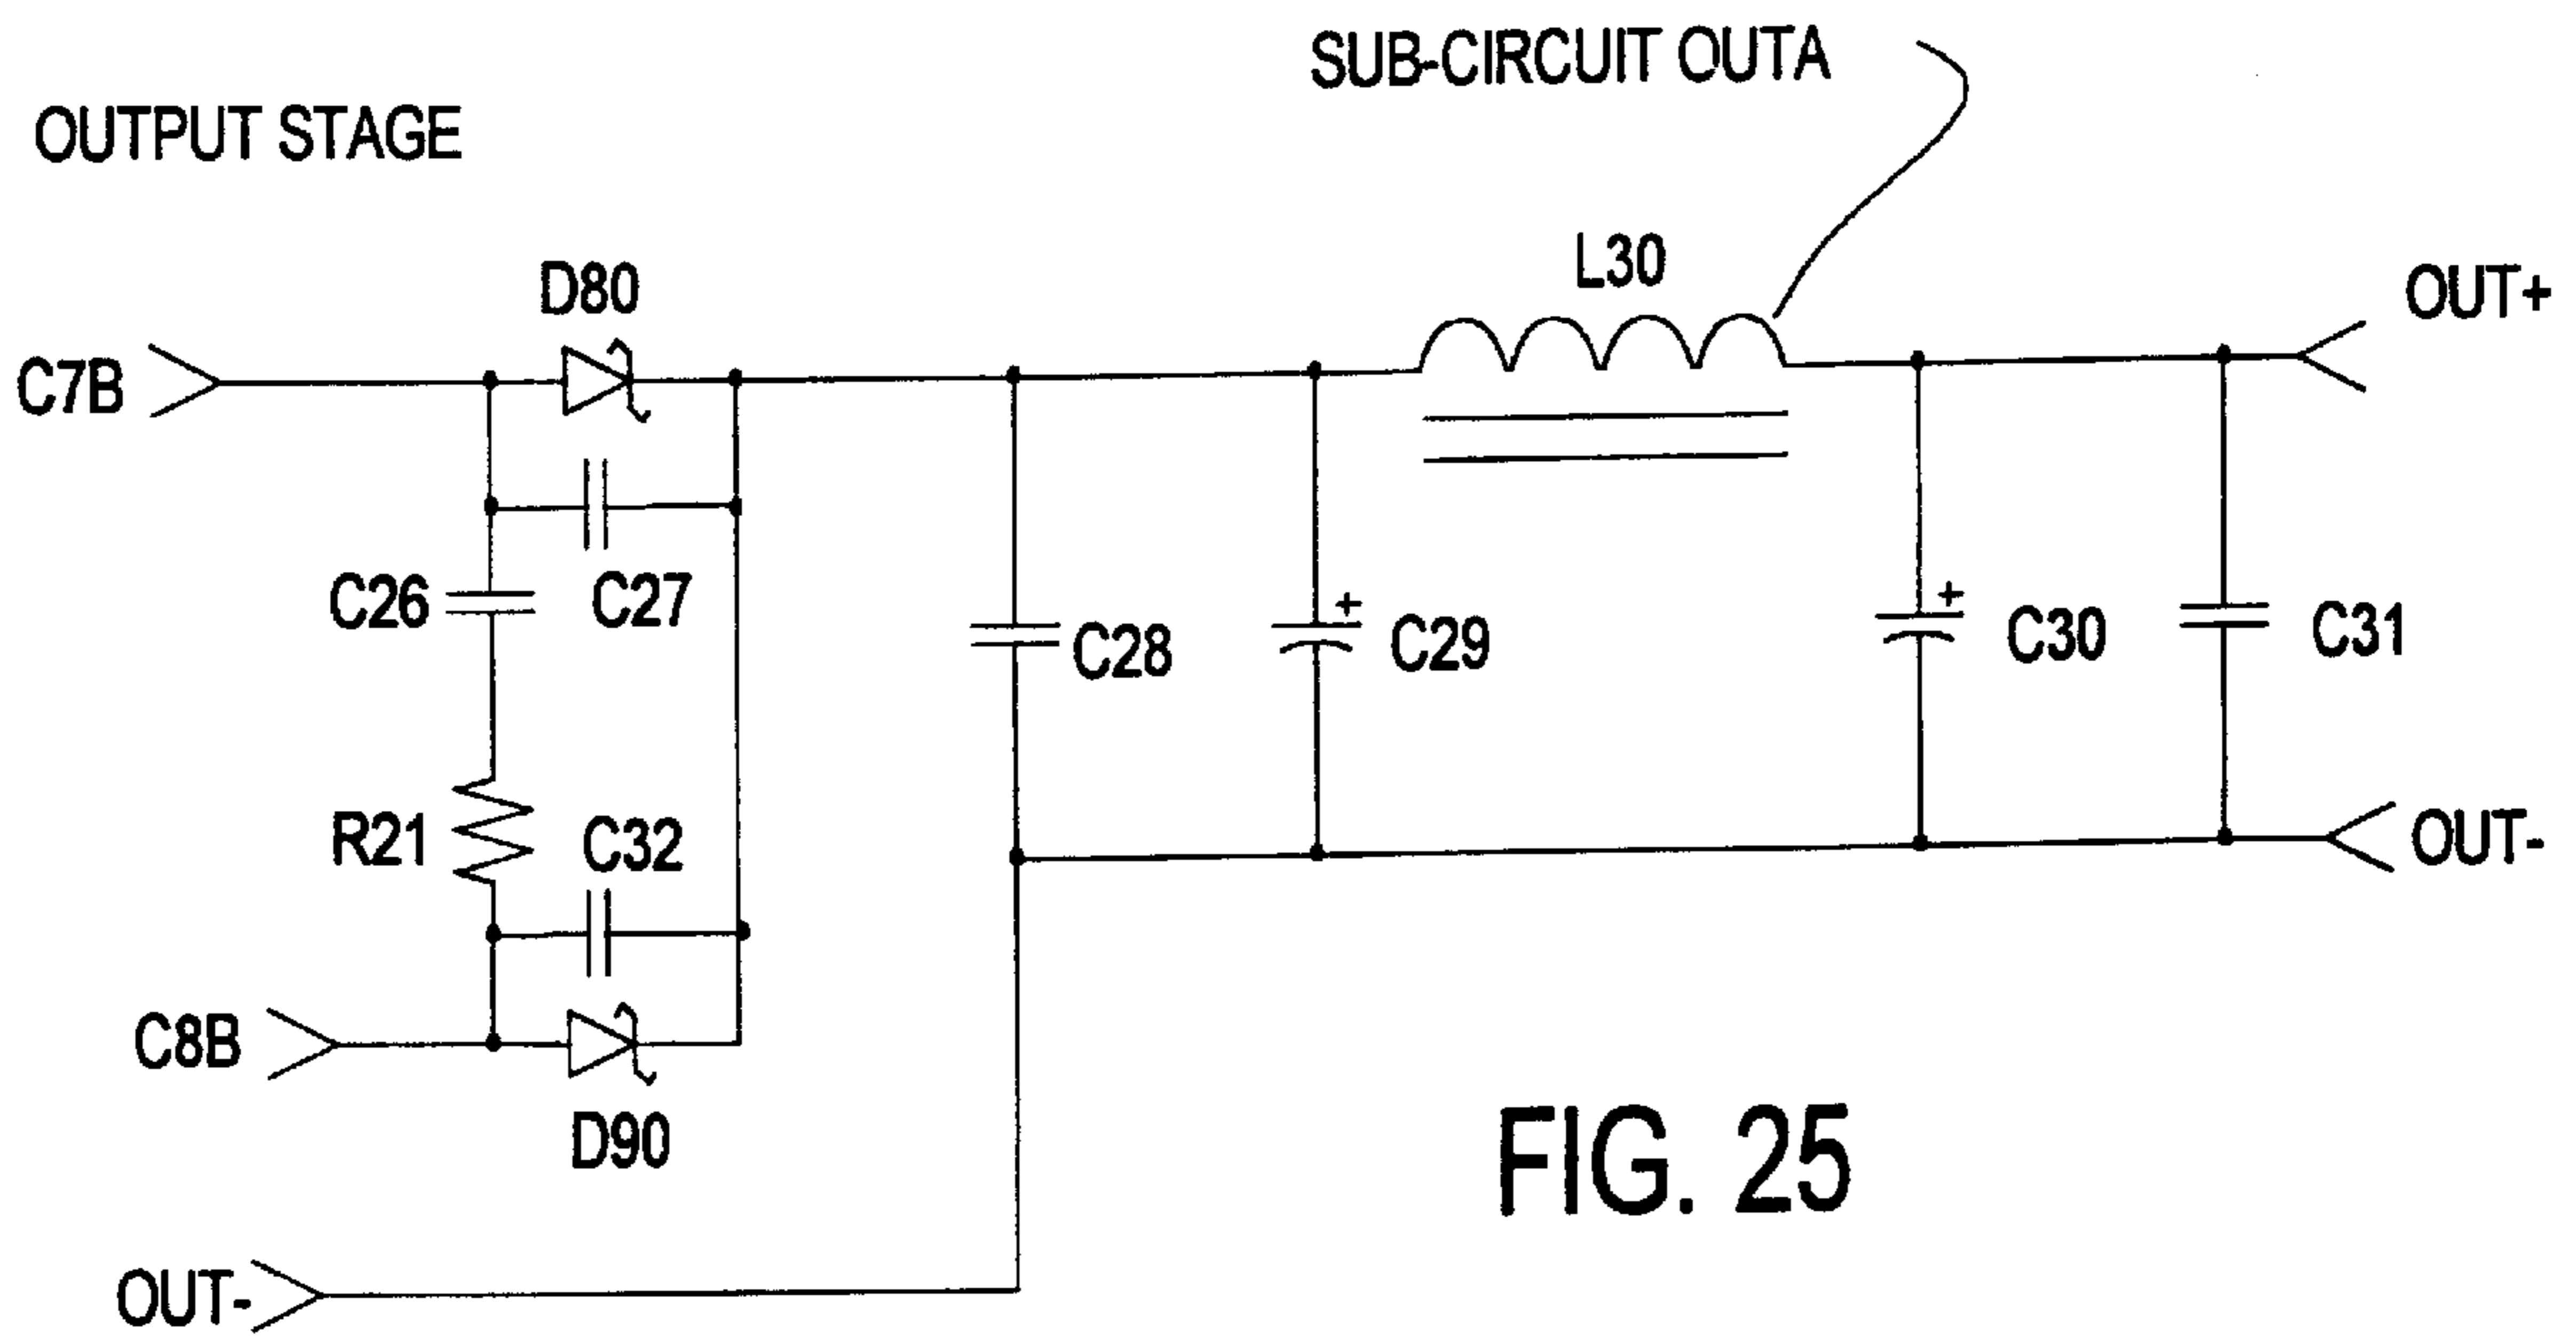 SUB-CIRCUIT OUTA
OUTPUT STAGE
L30
D80
OUT+
C7B
C26
C27
C28
+
C29
+
C30
C31
R21
C32
OUT-
C8B
D90
FIG. 25
OUT-